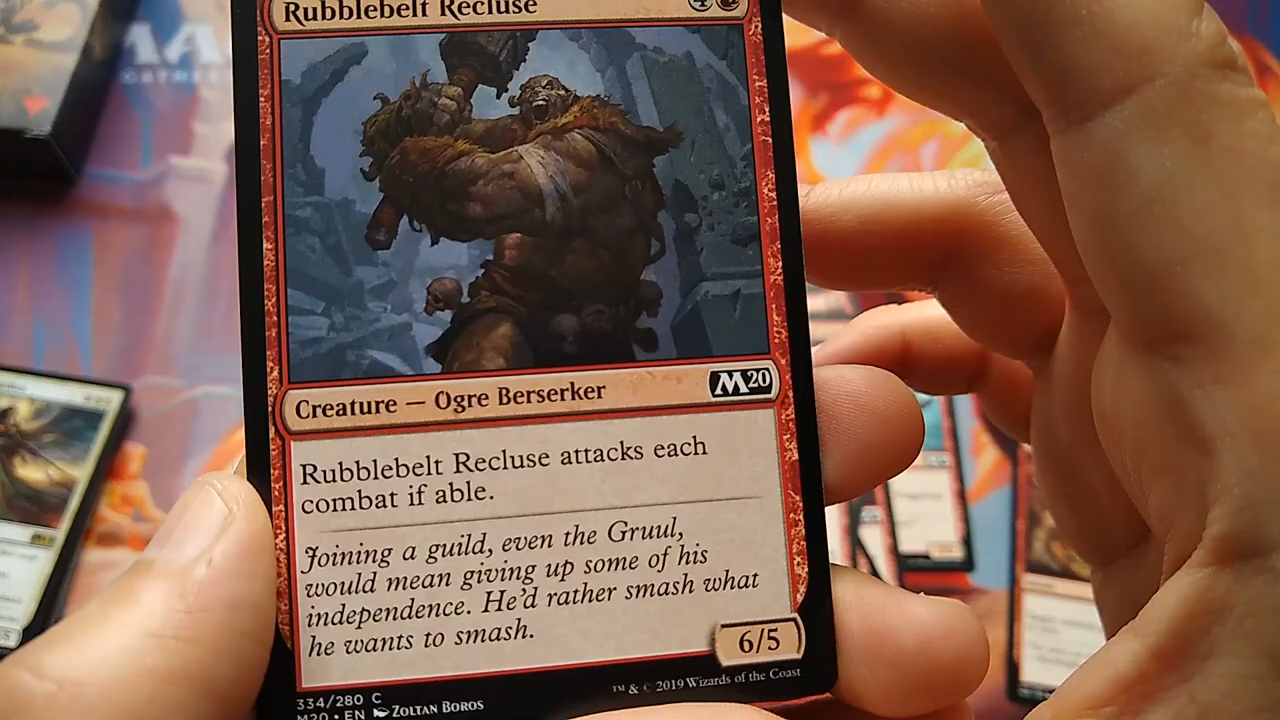 Rubblebelt Recluse 4
Creature — Ogre Berserker M20
Rubblebelt Recluse attacks each
combat if able.
Joining a guild, even the Gruul,
would mean giving up some of his
independence. He'd rather smash what
he wants to smash.
6/5
334/280 C
M20 • EN ZOLTAN BOROS
™ & © 2019 Wizards of the Coast